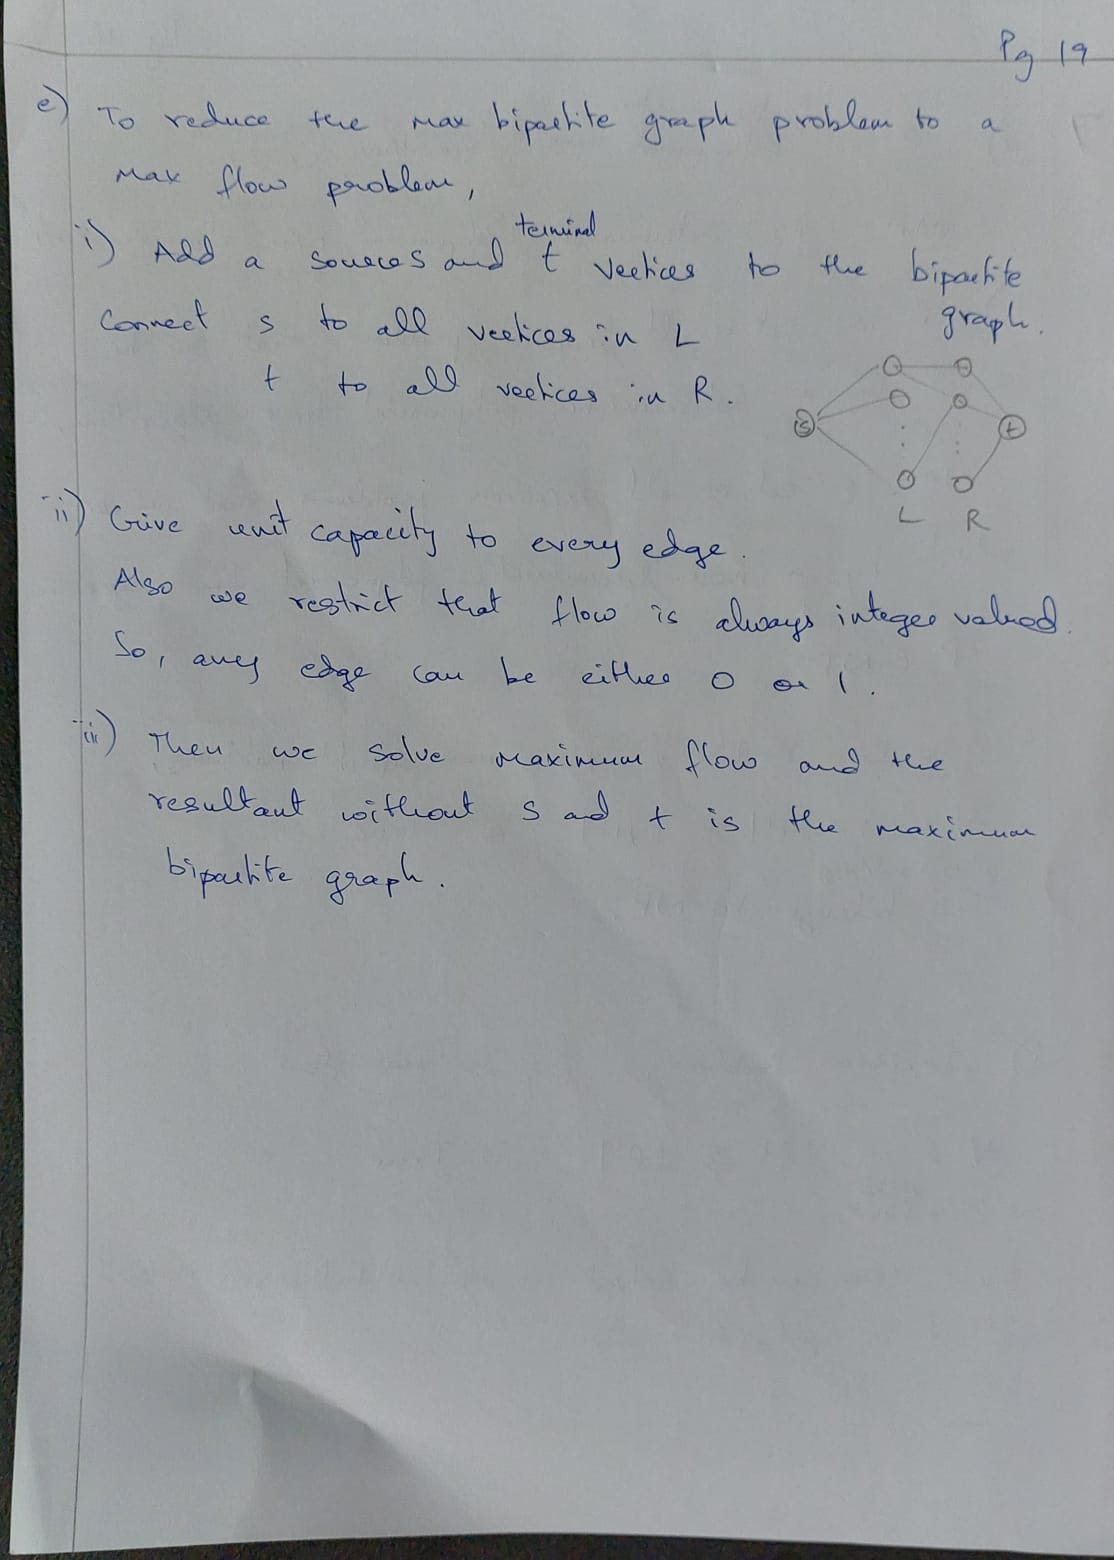 Pg 19
e) To reduce the max bipartite graph problem to a
max flow problem,
terminal
i) Add a source s and t vertices to the bipartite
graph.
Connect s to all vertices in L
t to all vertices in R.
s
t
L R
ii) Give unit capacity to every edge.
Also we restrict that flow is always integer valued.
So, any edge can be either 0 or 1.
iii) Then we solve maximum flow and the
resultant without s and t is the maximum
bipartite graph.